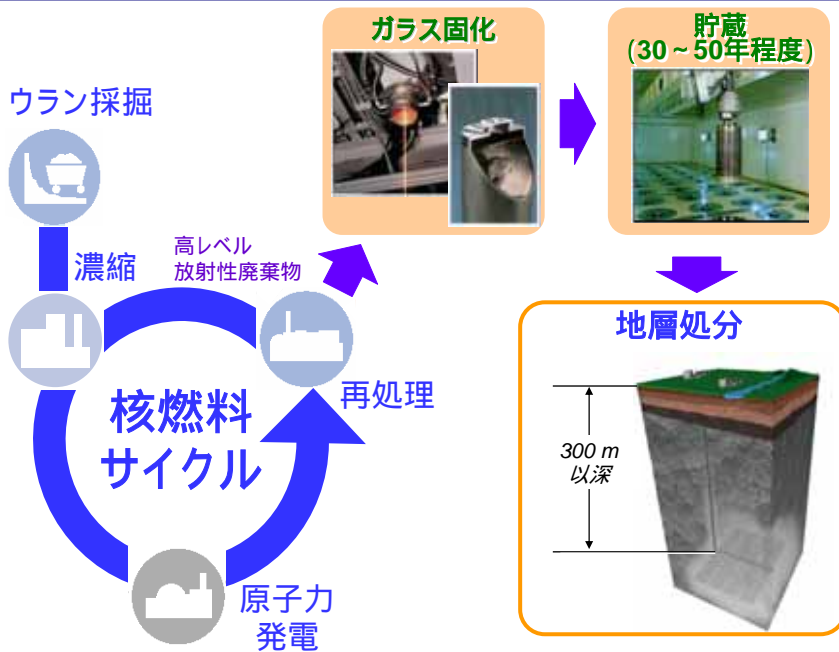 ガラス固化
貯蔵
(30~50年程度)
ウラン採掘
濃縮
高レベル
放射性廃棄物
再処理
核燃料
サイクル
原子力
発電
地層処分
300 m
以深